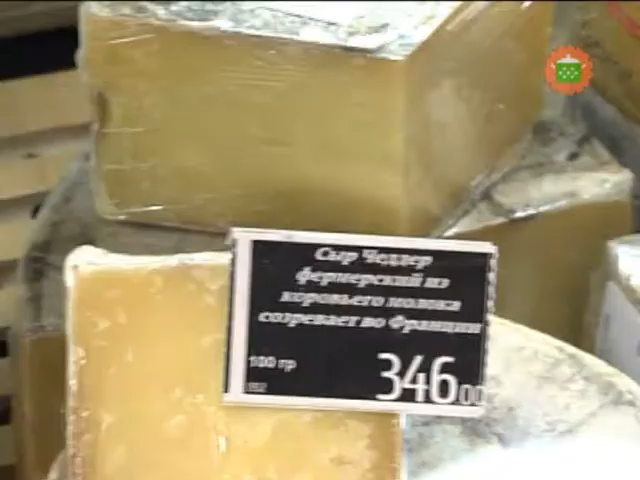 Сыр Чеддер
фермерский из
коровьего молока
созревает во Франции
100 гр
346.00